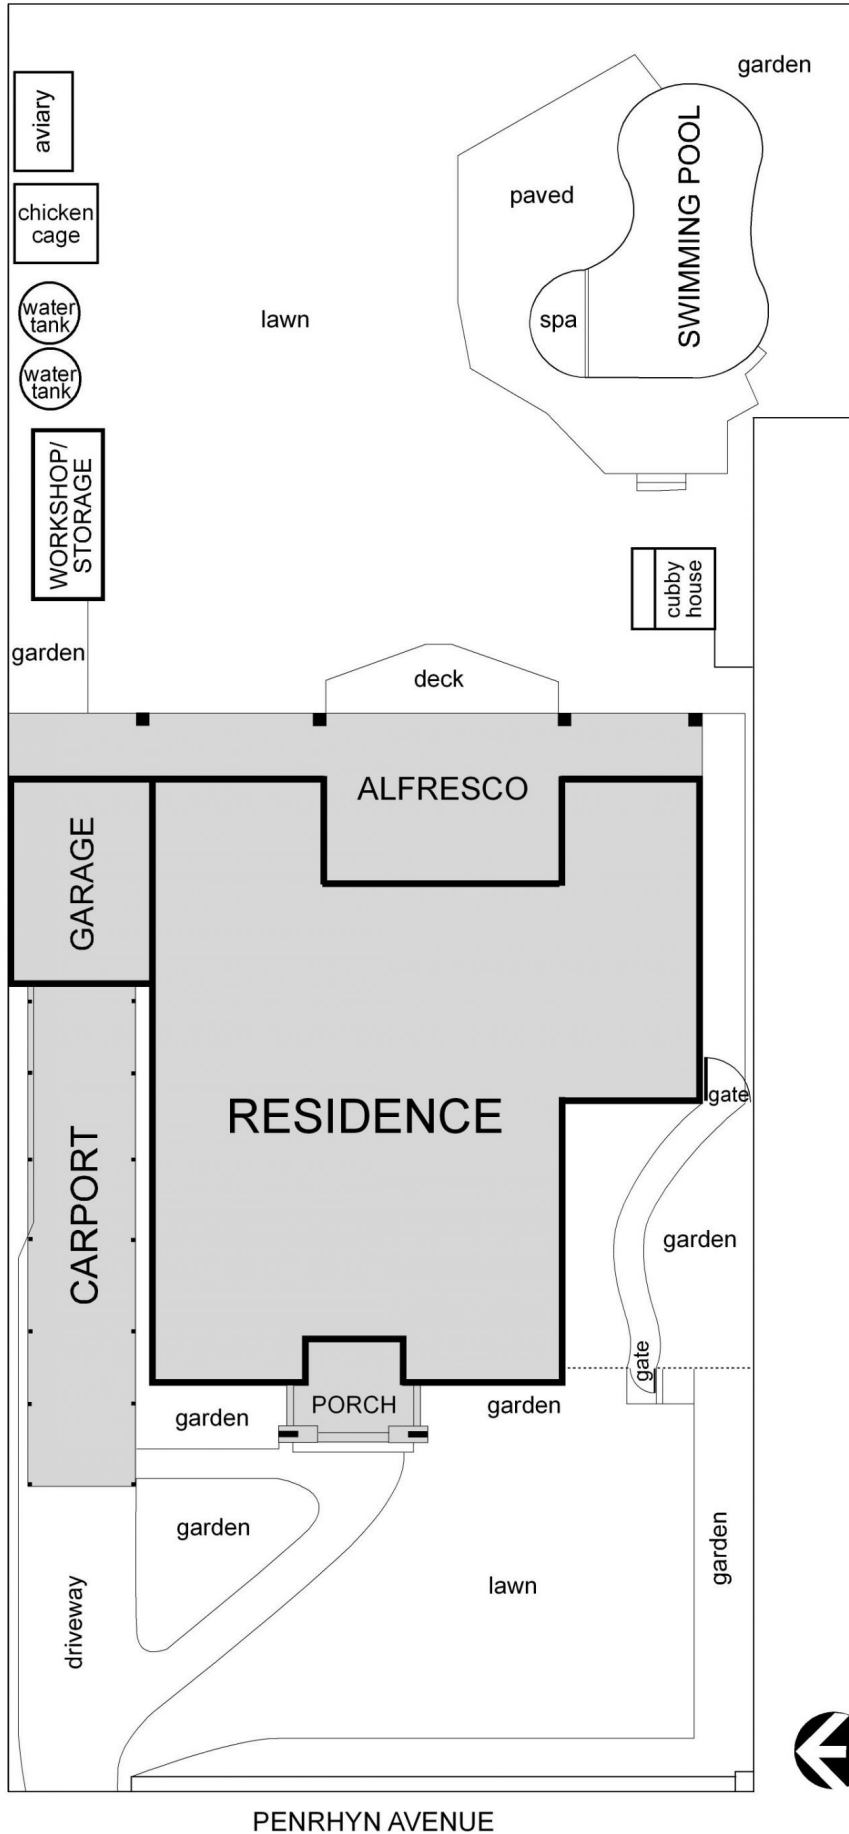 garden
aviary
SWIMMING POOL
paved
chicken
cage
water
tank
lawn
spa
water
tank
WORKSHOP/
STORAGE
cubby
house
garden
deck
ALFRESCO
GARAGE
gate
RESIDENCE
CARPORT
garden
gate
PORCH
garden
garden
garden
garden
lawn
driveway
PENRHYN AVENUE